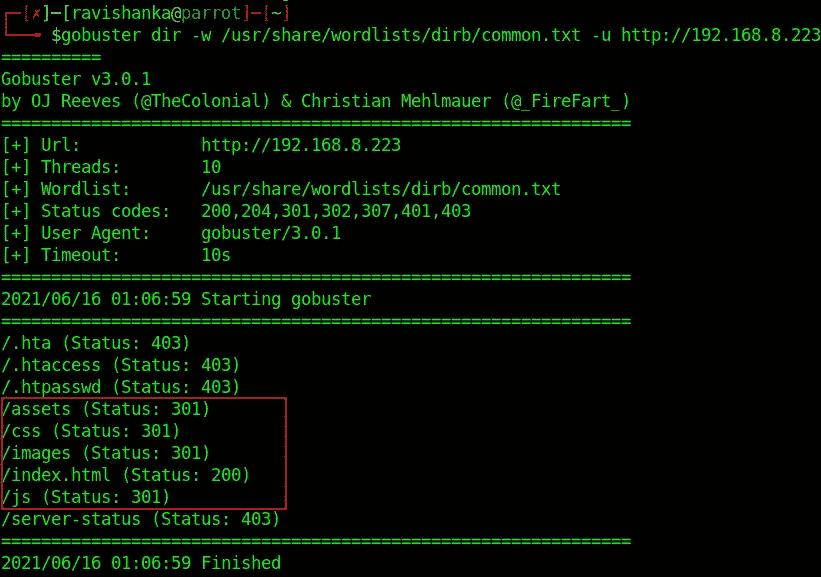 ┌─[✗]─[ravishanka@parrot]─[~]
└──╼ $gobuster dir -w /usr/share/wordlists/dirb/common.txt -u http://192.168.8.223
==========
Gobuster v3.0.1
by OJ Reeves (@TheColonial) & Christian Mehlmauer (@_FireFart_)
===============================================================
[+] Url:            http://192.168.8.223
[+] Threads:        10
[+] Wordlist:       /usr/share/wordlists/dirb/common.txt
[+] Status codes:   200,204,301,302,307,401,403
[+] User Agent:     gobuster/3.0.1
[+] Timeout:        10s
===============================================================
2021/06/16 01:06:59 Starting gobuster
===============================================================
/.hta (Status: 403)
/.htaccess (Status: 403)
/.htpasswd (Status: 403)
/assets (Status: 301)
/css (Status: 301)
/images (Status: 301)
/index.html (Status: 200)
/js (Status: 301)
/server-status (Status: 403)
===============================================================
2021/06/16 01:06:59 Finished